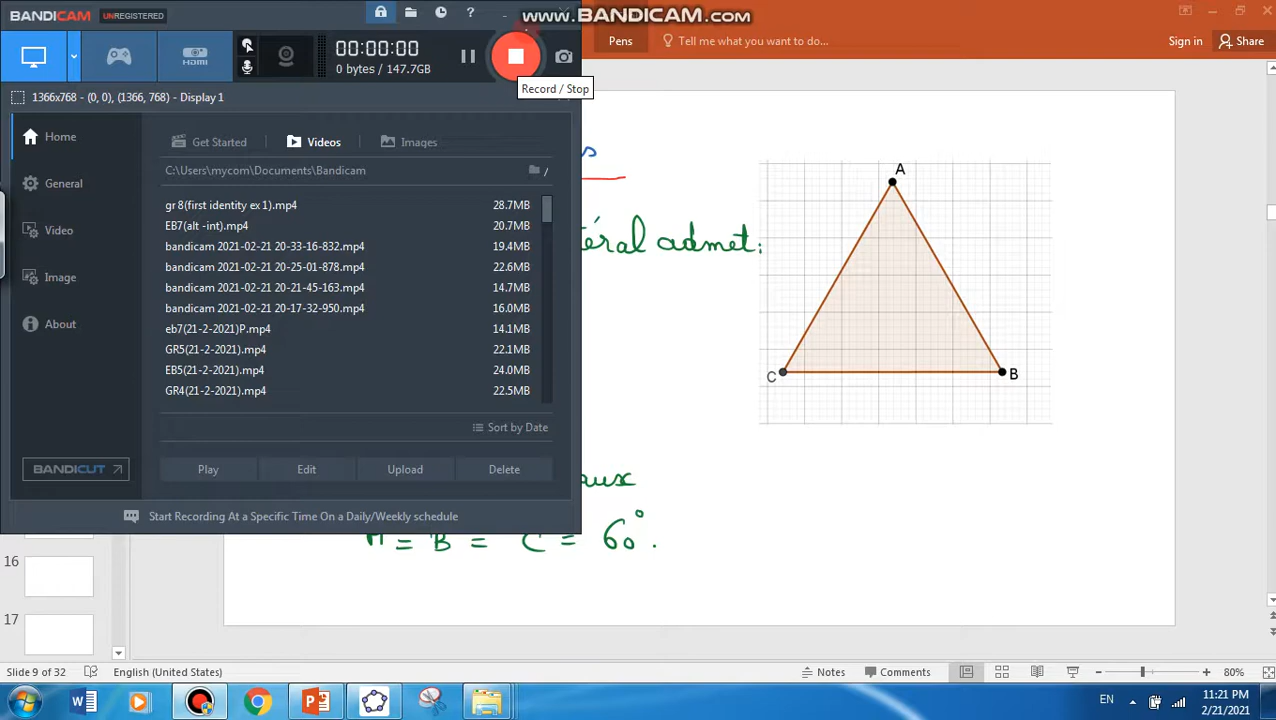 BANDICAM UNREGISTERED
www.BANDICAM.com
00:00:00
0 bytes / 147.7GB
Pens
Tell me what you want to do...
Sign in
Share
Record / Stop
1366x768 - (0, 0), (1366, 768) - Display 1
Home
General
Video
Image
About
Get Started
Videos
Images
C:\Users\mycom\Documents\Bandicam
/
gr 8(first identity ex 1).mp4 28.7MB
EB7(alt -int).mp4 20.7MB
bandicam 2021-02-21 20-33-16-832.mp4 19.4MB
bandicam 2021-02-21 20-25-01-878.mp4 22.6MB
bandicam 2021-02-21 20-21-45-163.mp4 14.7MB
bandicam 2021-02-21 20-17-32-950.mp4 16.0MB
eb7(21-2-2021)P.mp4 14.1MB
GR5(21-2-2021).mp4 22.1MB
EB5(21-2-2021).mp4 24.0MB
GR4(21-2-2021).mp4 22.5MB
Sort by Date
BANDICUT
Play
Edit
Upload
Delete
Start Recording At a Specific Time On a Daily/Weekly schedule
s
téral admet:
A
C
B
aux
= B = C = 60°.
16
17
Slide 9 of 32
English (United States)
Notes
Comments
80%
EN
11:21 PM
2/21/2021